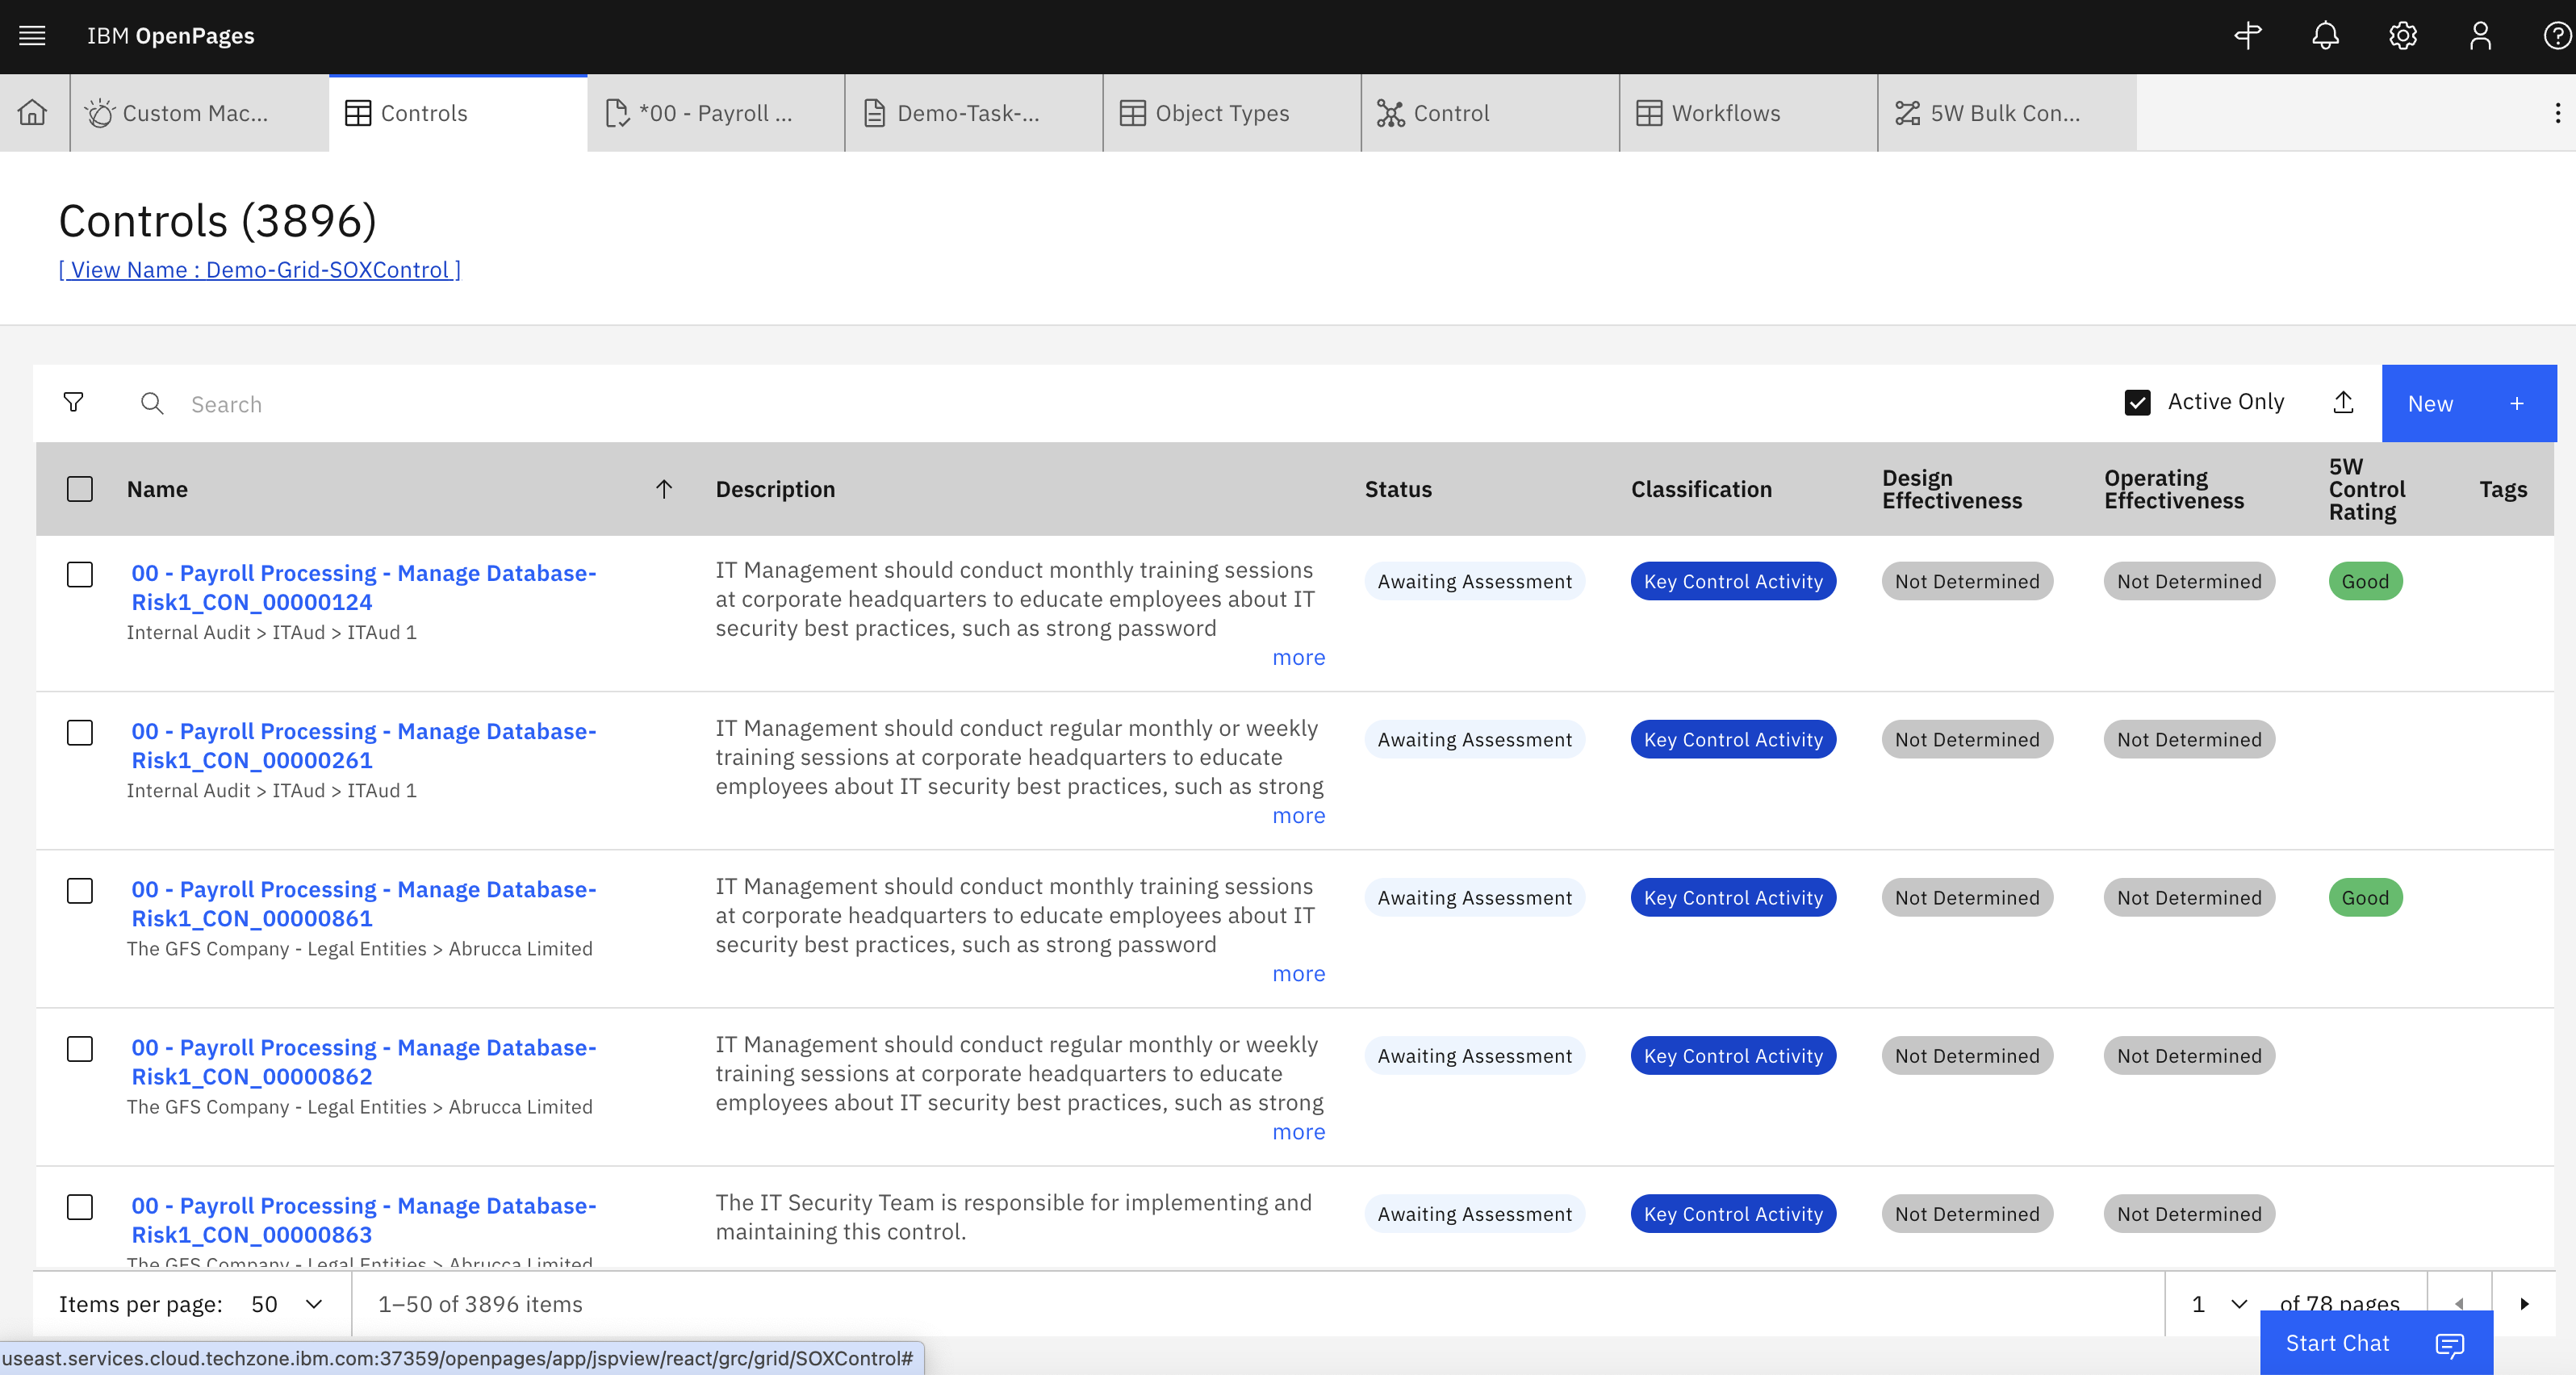 IBM OpenPages
Custom Mac...
Controls
*00 - Payroll ...
Demo-Task-...
Object Types
Control
Workflows
5W Bulk Con...
Controls (3896)
[ View Name : Demo-Grid-SOXControl ]
Search
Active Only
New +
Name
Description
Status
Classification
Design
Effectiveness
Operating
Effectiveness
5W
Control
Rating
Tags
00 - Payroll Processing - Manage Database-
Risk1_CON_00000124
Internal Audit > ITAud > ITAud 1
IT Management should conduct monthly training sessions
at corporate headquarters to educate employees about IT
security best practices, such as strong password
more
Awaiting Assessment
Key Control Activity
Not Determined
Not Determined
Good
00 - Payroll Processing - Manage Database-
Risk1_CON_00000261
Internal Audit > ITAud > ITAud 1
IT Management should conduct regular monthly or weekly
training sessions at corporate headquarters to educate
employees about IT security best practices, such as strong
more
Awaiting Assessment
Key Control Activity
Not Determined
Not Determined
00 - Payroll Processing - Manage Database-
Risk1_CON_00000861
The GFS Company - Legal Entities > Abrucca Limited
IT Management should conduct monthly training sessions
at corporate headquarters to educate employees about IT
security best practices, such as strong password
more
Awaiting Assessment
Key Control Activity
Not Determined
Not Determined
Good
00 - Payroll Processing - Manage Database-
Risk1_CON_00000862
The GFS Company - Legal Entities > Abrucca Limited
IT Management should conduct regular monthly or weekly
training sessions at corporate headquarters to educate
employees about IT security best practices, such as strong
more
Awaiting Assessment
Key Control Activity
Not Determined
Not Determined
00 - Payroll Processing - Manage Database-
Risk1_CON_00000863
The GFS Company - Legal Entities > Abrucca Limited
The IT Security Team is responsible for implementing and
maintaining this control.
Awaiting Assessment
Key Control Activity
Not Determined
Not Determined
Items per page: 50
1–50 of 3896 items
1
of 78 pages
useast.services.cloud.techzone.ibm.com:37359/openpages/app/jspview/react/grc/grid/SOXControl#
Start Chat